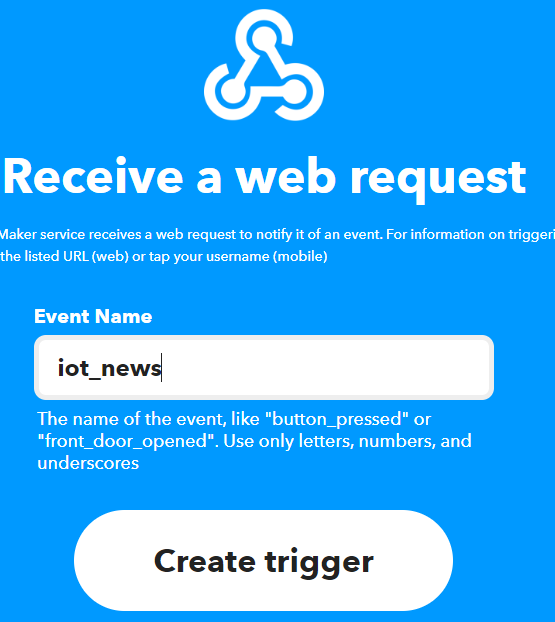 Receive a web request
Maker service receives a web request to notify it of an event. For information on
the listed URL (web) or tap your username (mobile)
Event Name
iot_news
The name of the event, like "button_pressed" or
"front_door_opened". Use only letters, numbers, and
underscores
Create trigger